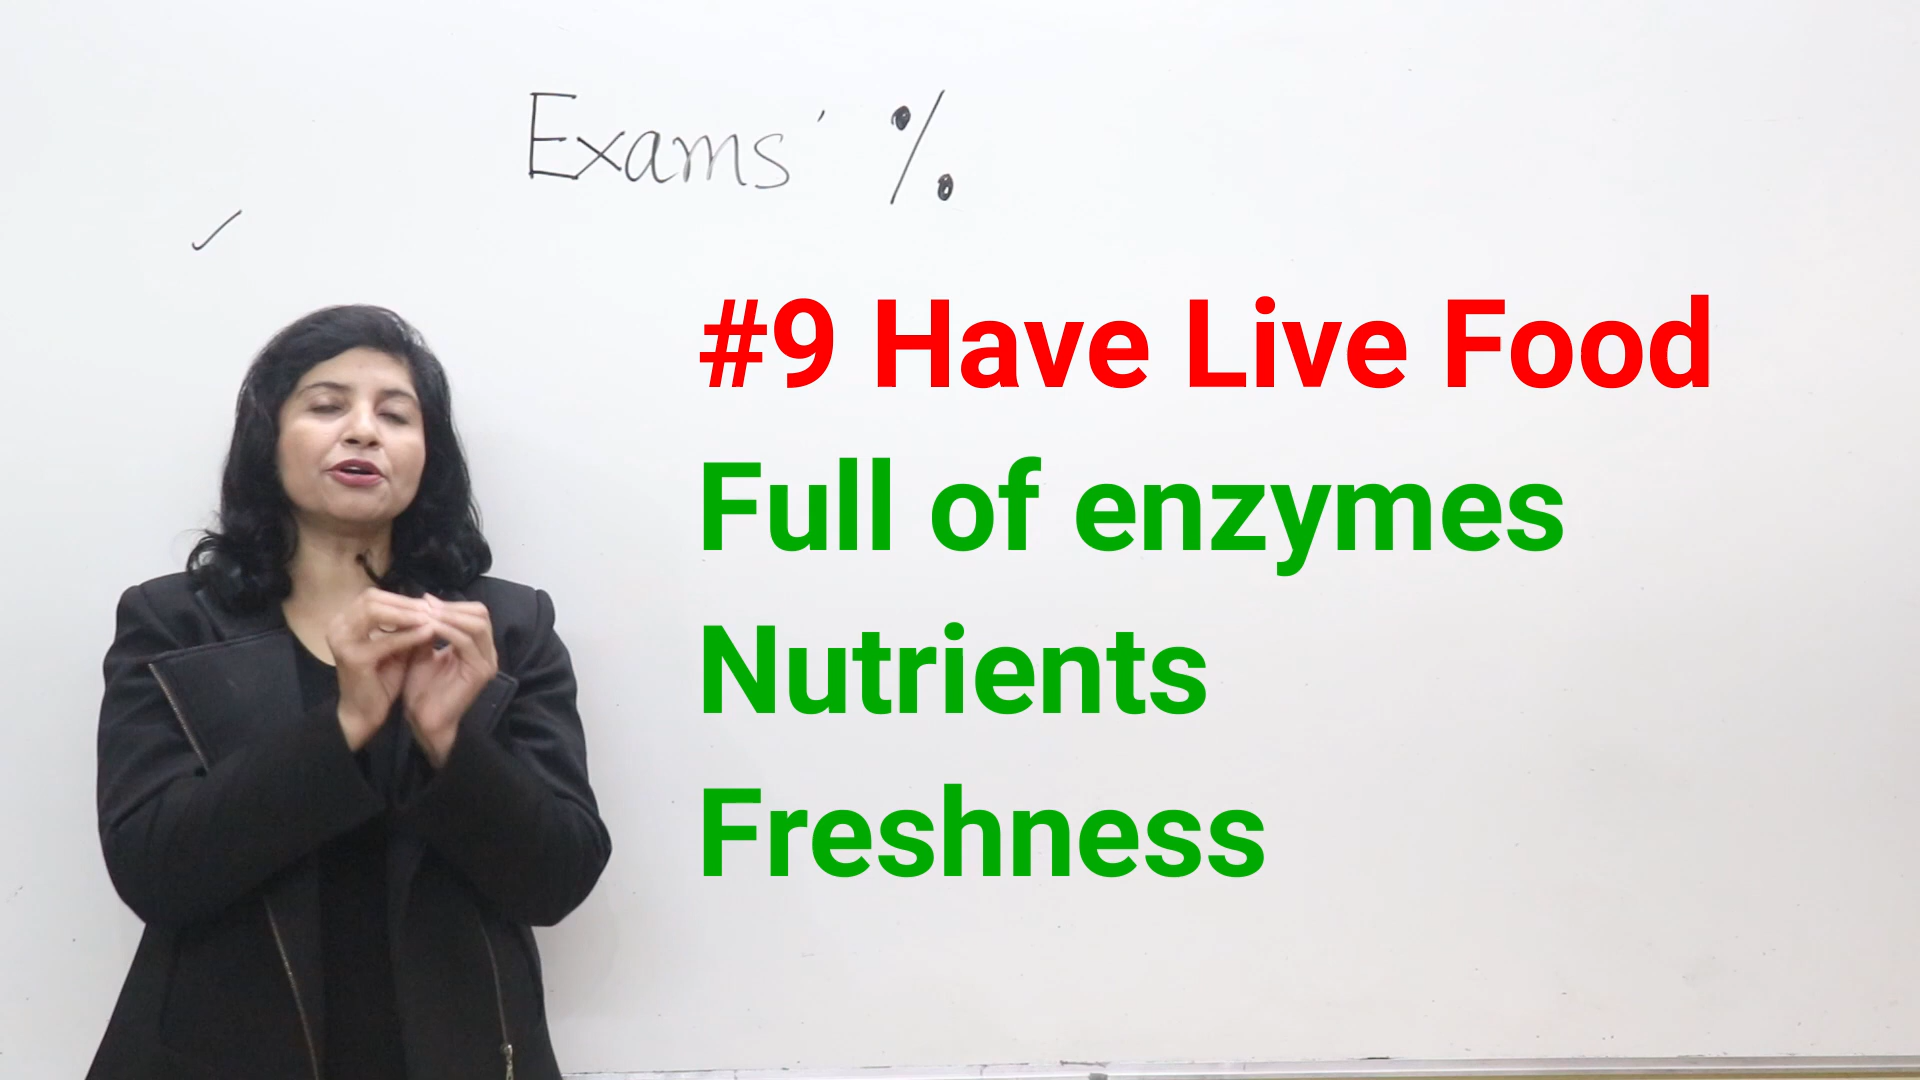 Exams' %
#9 Have Live Food
Full of enzymes
Nutrients
Freshness